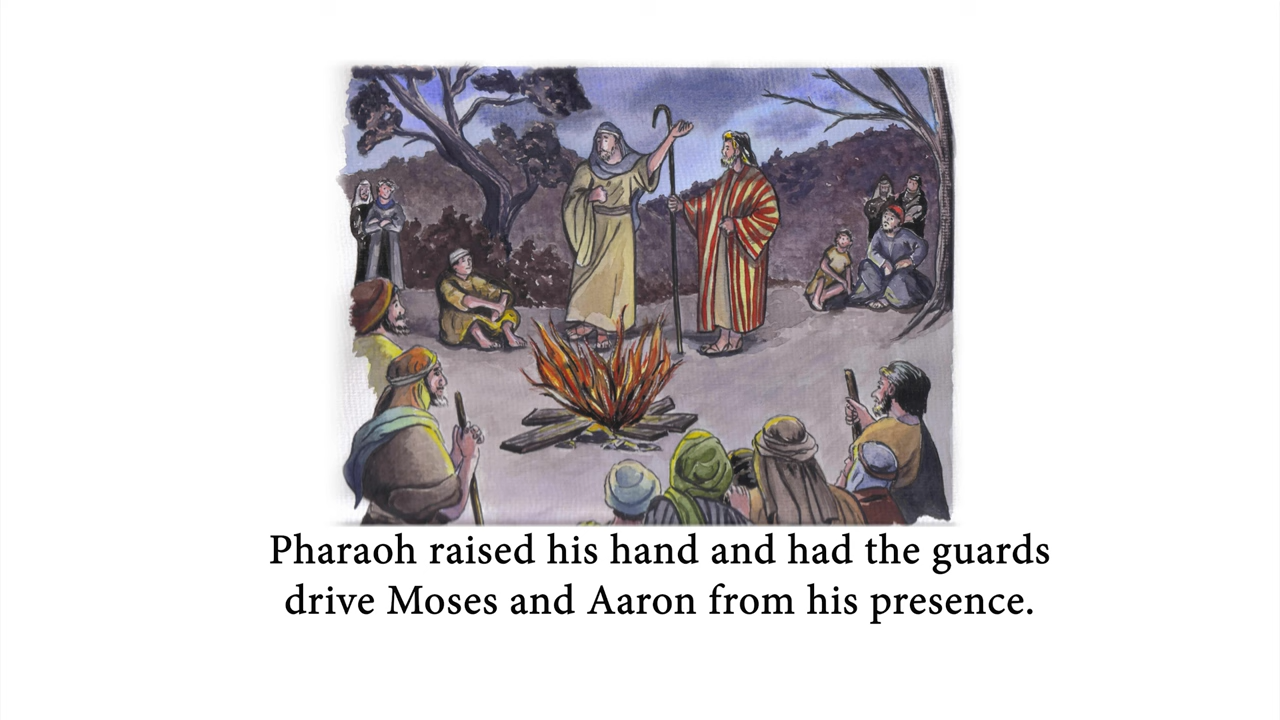 Pharaoh raised his hand and had the guards
drive Moses and Aaron from his presence.